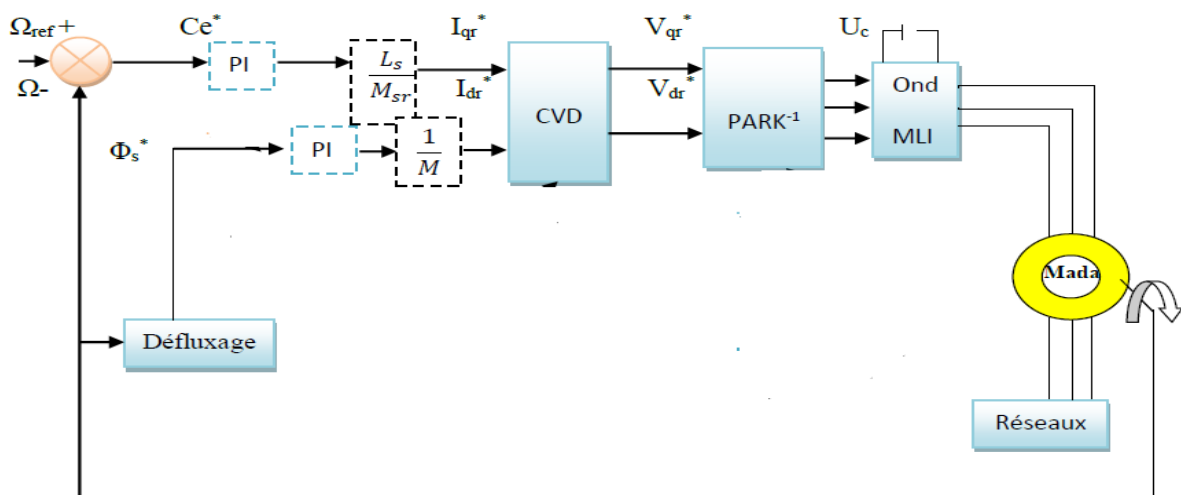 Ωref +
Ce*
Iqr*
Vqr*
Uc
PI
Ls
Msr
Ω-
Idr*
Vdr*
Ond
CVD
PARK-1
MLI
Φs*
PI
1
M
Mada
Défluxage
Réseaux